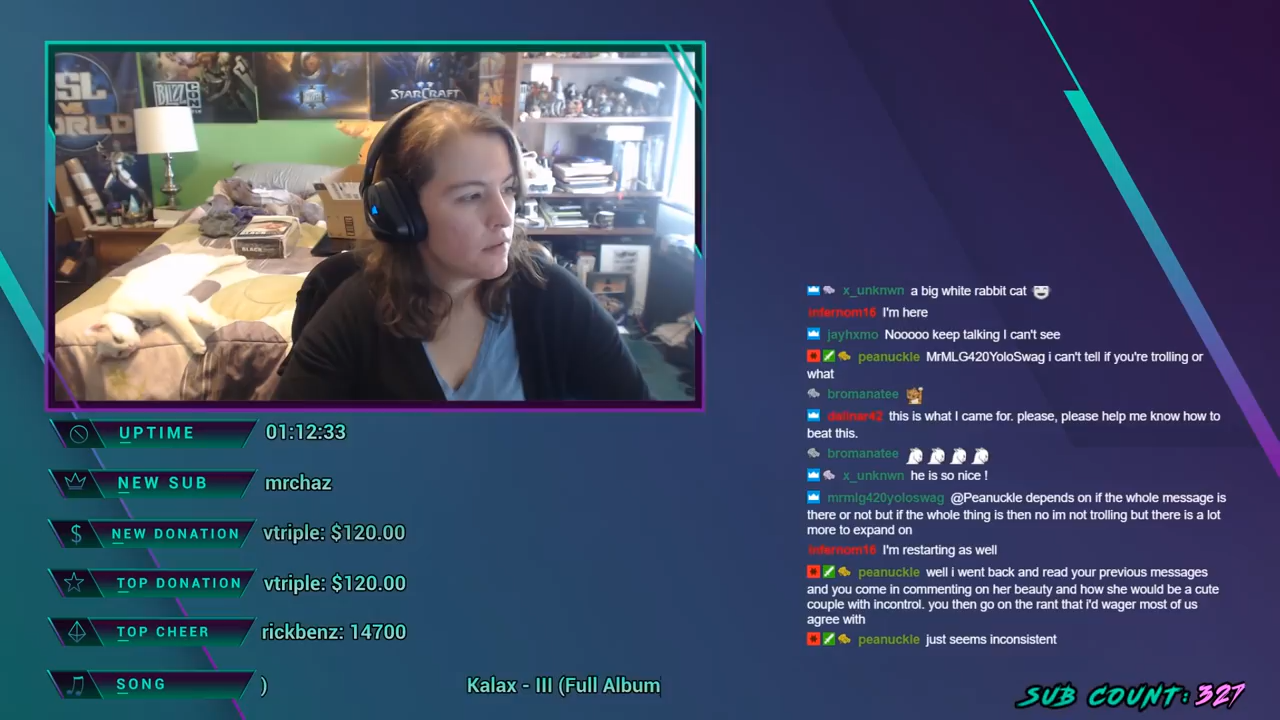 SL
VS
WORLD
BLIZZ
CON
STARCRAFT
BLACK
x_unknwn a big white rabbit cat
infernom16 I'm here
jayhxmo Nooooo keep talking I can't see
peanuckle MrMLG420YoloSwag i can't tell if you're trolling or
what
bromanatee
dalinar42 this is what I came for. please, please help me know how to
beat this.
bromanatee
x_unknwn he is so nice !
mrmlg420yoloswag @Peanuckle depends on if the whole message is
there or not but if the whole thing is then no im not trolling but there is a lot
more to expand on
infernom16 I'm restarting as well
peanuckle well i went back and read your previous messages
and you come in commenting on her beauty and how she would be a cute
couple with incontrol. you then go on the rant that i'd wager most of us
agree with
peanuckle just seems inconsistent
UPTIME 01:12:33
NEW SUB mrchaz
NEW DONATION vtriple: $120.00
TOP DONATION vtriple: $120.00
TOP CHEER rickbenz: 14700
SONG ) Kalax - III (Full Album
SUB COUNT: 327